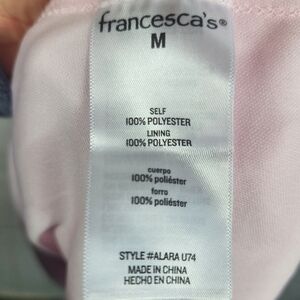 francesca's®
M
SELF
100% POLYESTER
LINING
100% POLYESTER
cuerpo
100% poliéster
forro
100% poliéster
STYLE #ALARA U74
MADE IN CHINA
HECHO EN CHINA